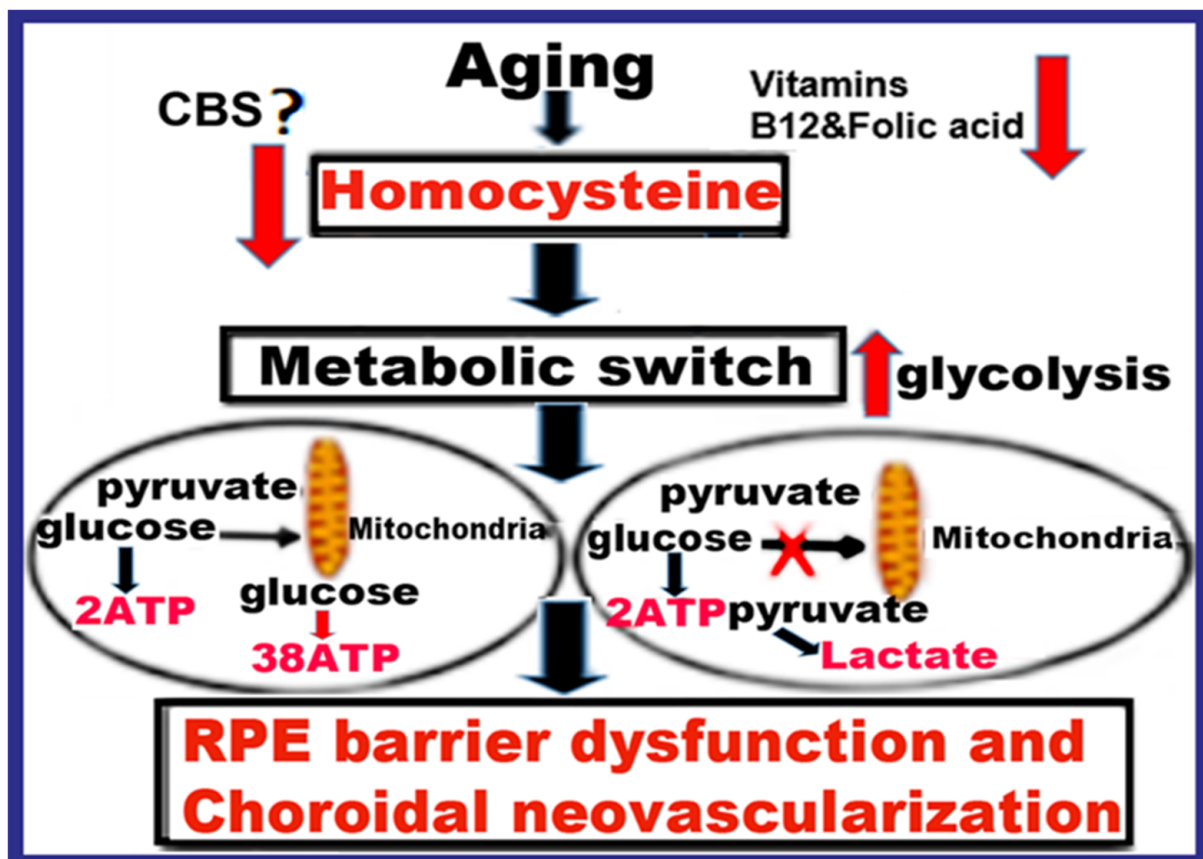 Aging
CBS?
Vitamins
B12&Folic acid
Homocysteine
Metabolic switch
glycolysis
pyruvate
glucose
Mitochondria
2ATP
glucose
38ATP
pyruvate
glucose
Mitochondria
2ATP
pyruvate
Lactate
RPE barrier dysfunction and
Choroidal neovascularization